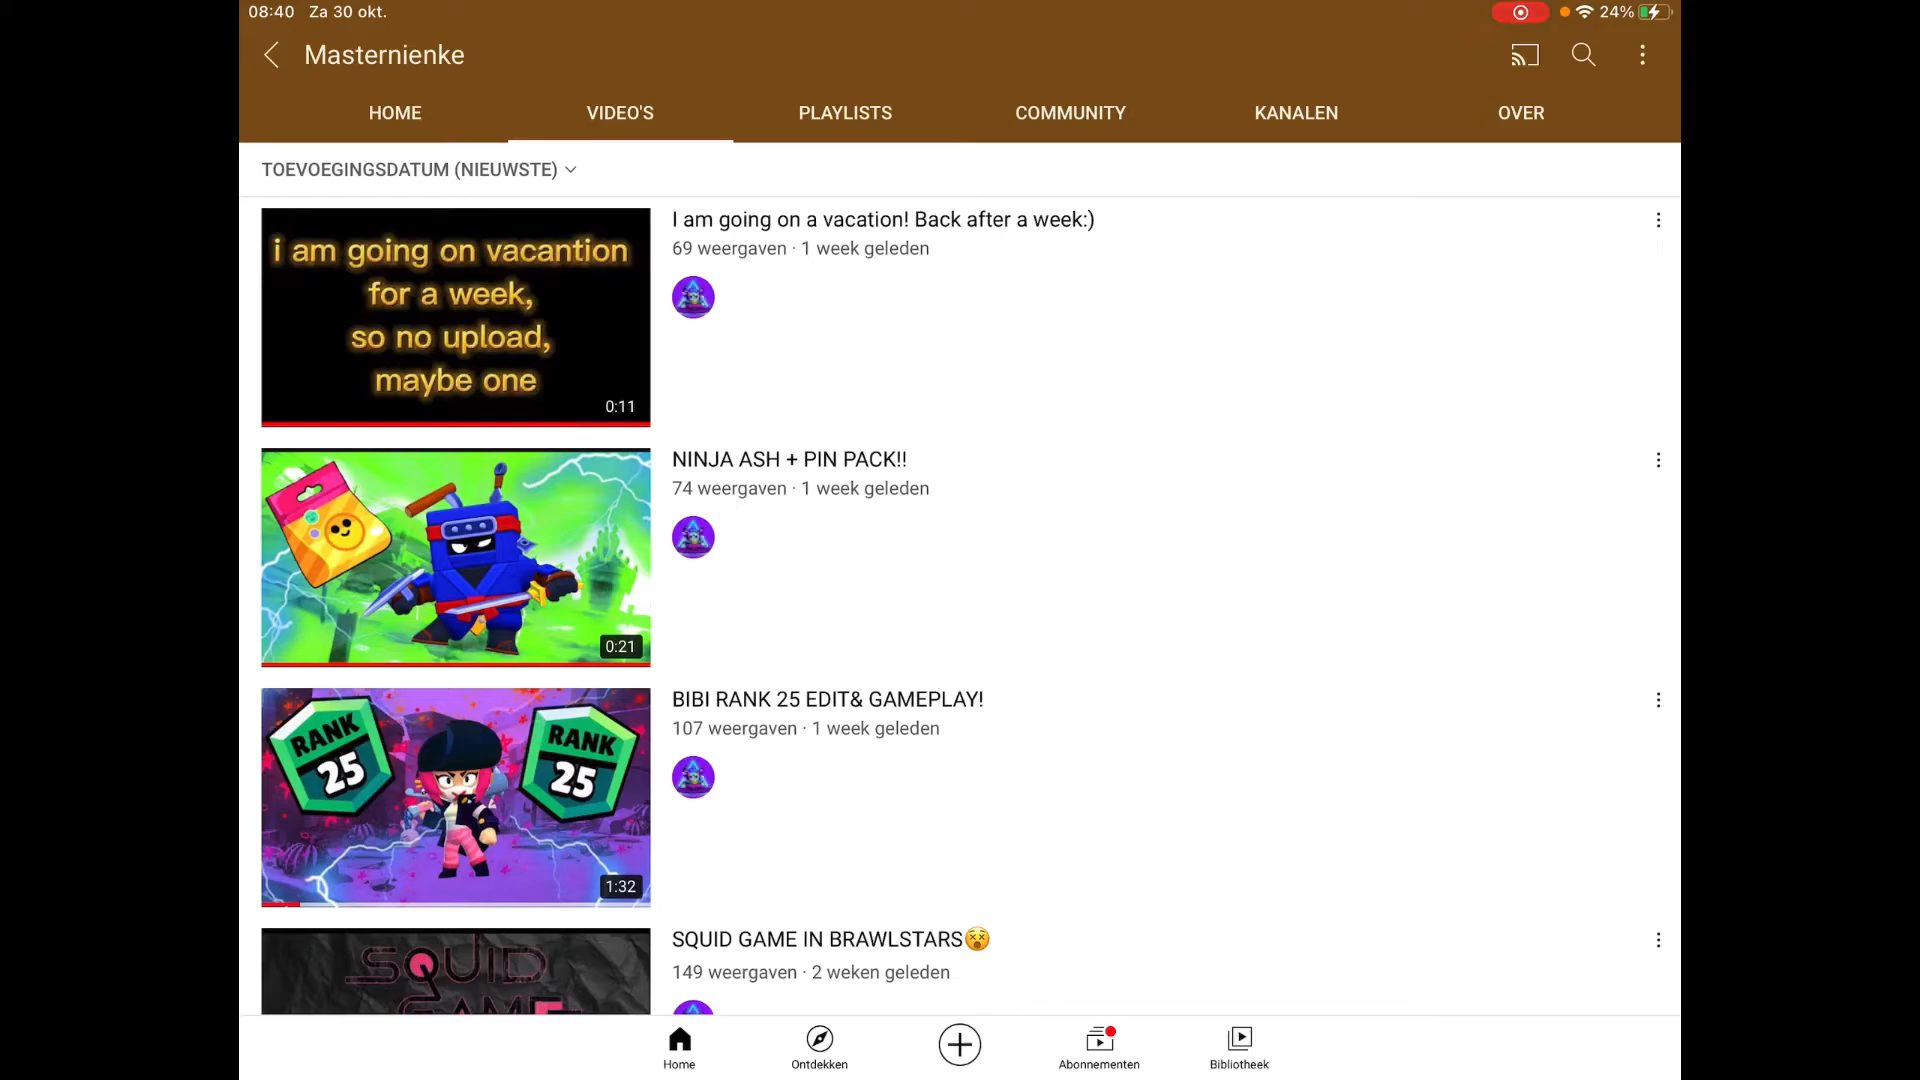 08:40 Za 30 okt.
24%
Masternienke
HOME
VIDEO'S
PLAYLISTS
COMMUNITY
KANALEN
OVER
TOEVOEGINGSDATUM (NIEUWSTE)
i am going on vacantion
for a week,
so no upload,
maybe one
0:11
I am going on a vacation! Back after a week:)
69 weergaven · 1 week geleden
0:21
NINJA ASH + PIN PACK!!
74 weergaven · 1 week geleden
RANK
25
RANK
25
1:32
BIBI RANK 25 EDIT& GAMEPLAY!
107 weergaven · 1 week geleden
SQUID
GAME
SQUID GAME IN BRAWLSTARS😵
149 weergaven · 2 weken geleden
Home
Ontdekken
Abonnementen
Bibliotheek